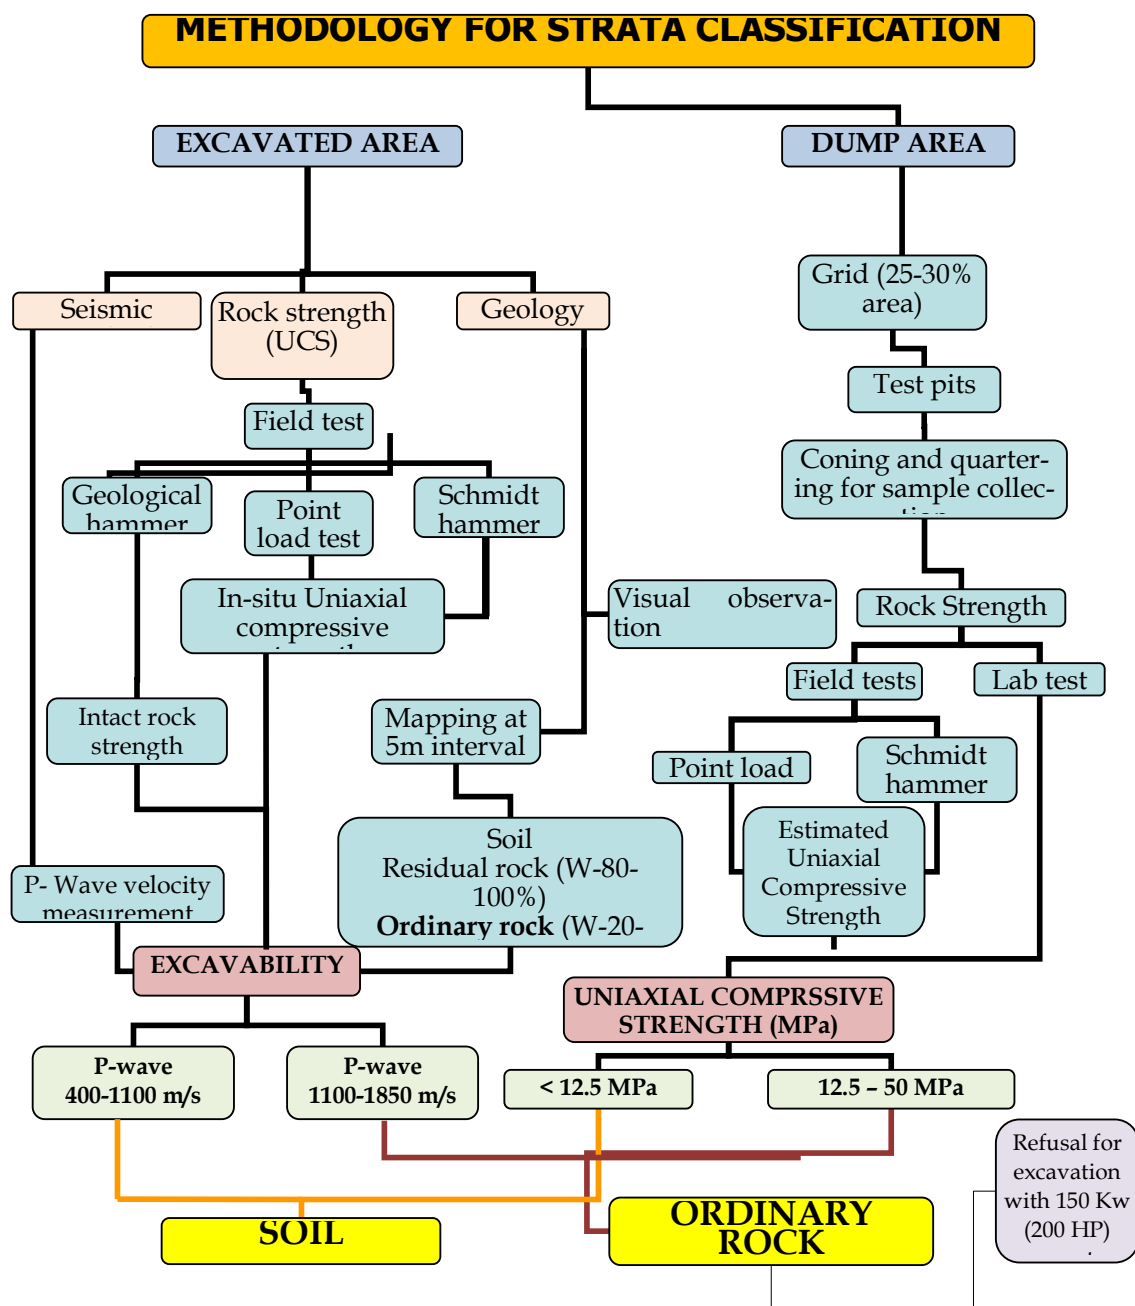 METHODOLOGY FOR STRATA CLASSIFICATION
EXCAVATED AREA
DUMP AREA
Grid (25-30%
area)
Seismic
Rock strength
(UCS)
Geology
Test pits
Field test
Coning and quarter-
ing for sample collec-
Geological
hammer
Point
load test
Schmidt
hammer
In-situ Uniaxial
compressive
Visual observa-
tion
Rock Strength
Field tests
Lab test
Intact rock
strength
Mapping at
5m interval
Point load
Schmidt
hammer
Soil
Residual rock (W-80-
100%)
Ordinary rock (W-20-
Estimated
Uniaxial
Compressive
Strength
P- Wave velocity
measurement
EXCAVABILITY
UNIAXIAL COMPRSSIVE
STRENGTH (MPa)
P-wave
400-1100 m/s
P-wave
1100-1850 m/s
< 12.5 MPa
12.5 – 50 MPa
Refusal for
excavation
with 150 Kw
(200 HP)
SOIL
ORDINARY
ROCK